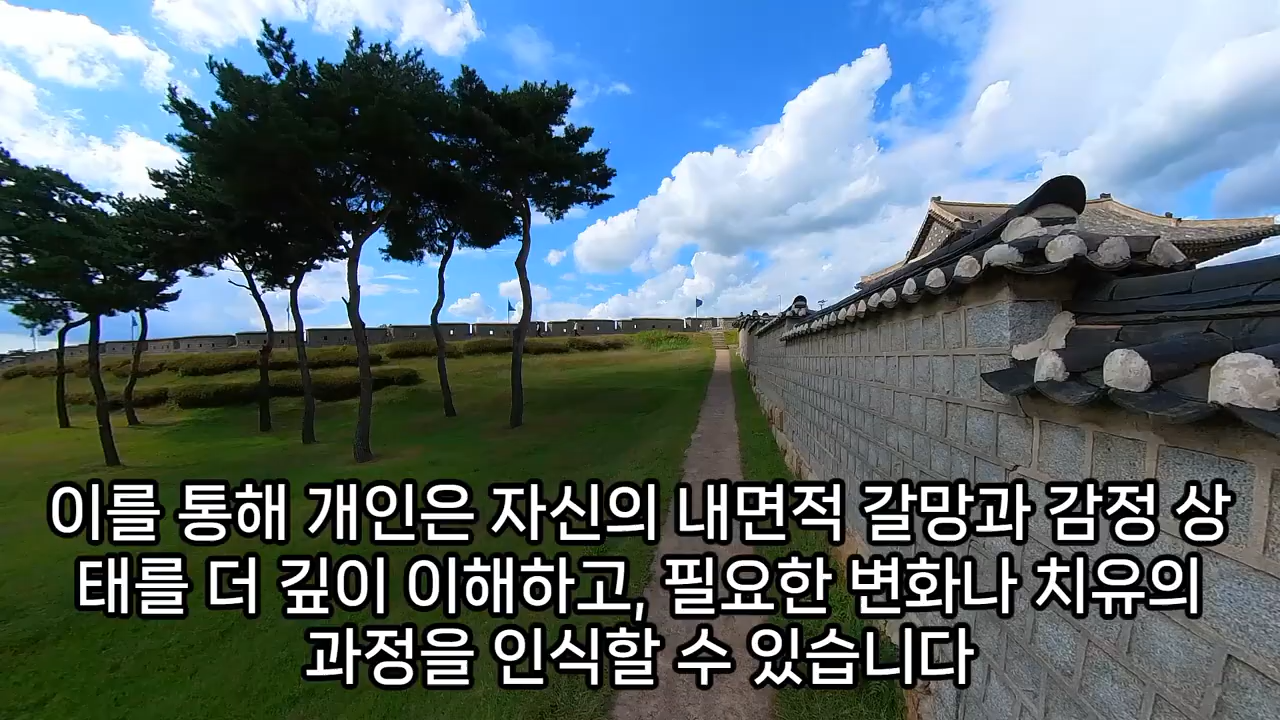 이를 통해 개인은 자신의 내면적 갈망과 감정 상
태를 더 깊이 이해하고, 필요한 변화나 치유의
과정을 인식할 수 있습니다